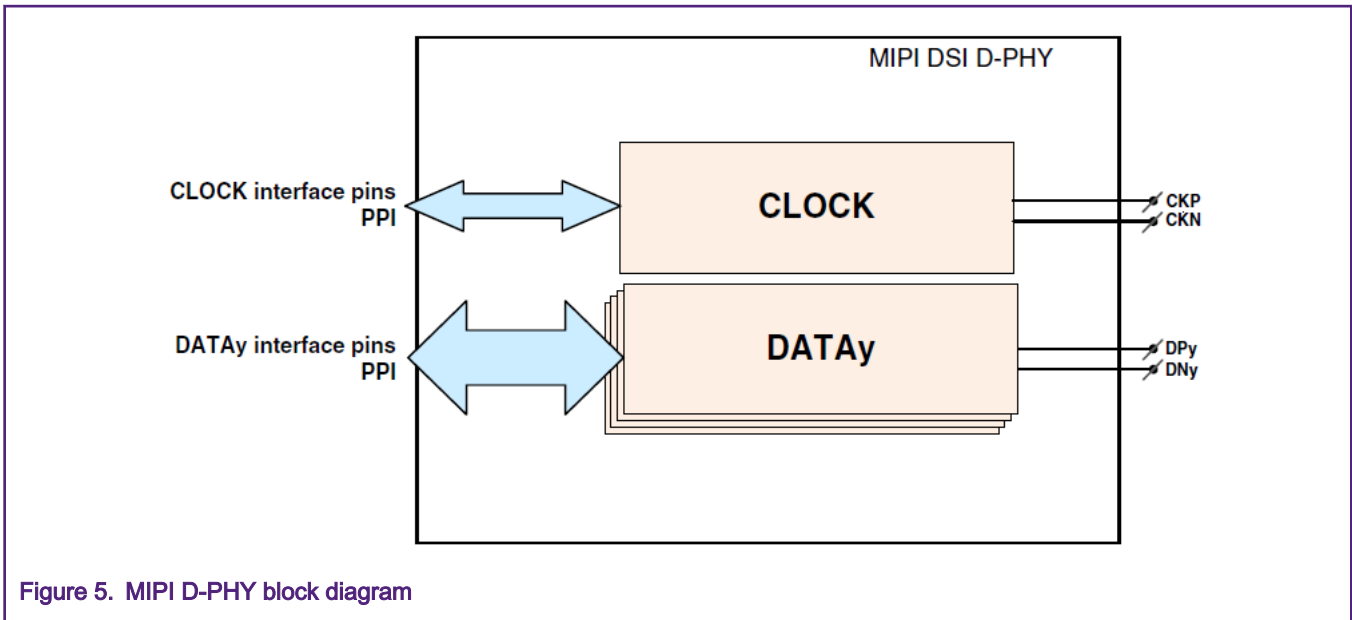 MIPI DSI D-PHY
CLOCK interface pins
PPI
CLOCK
CKP
CKN
DATAy interface pins
PPI
DATAy
DPy
DNy
Figure 5. MIPI D-PHY block diagram